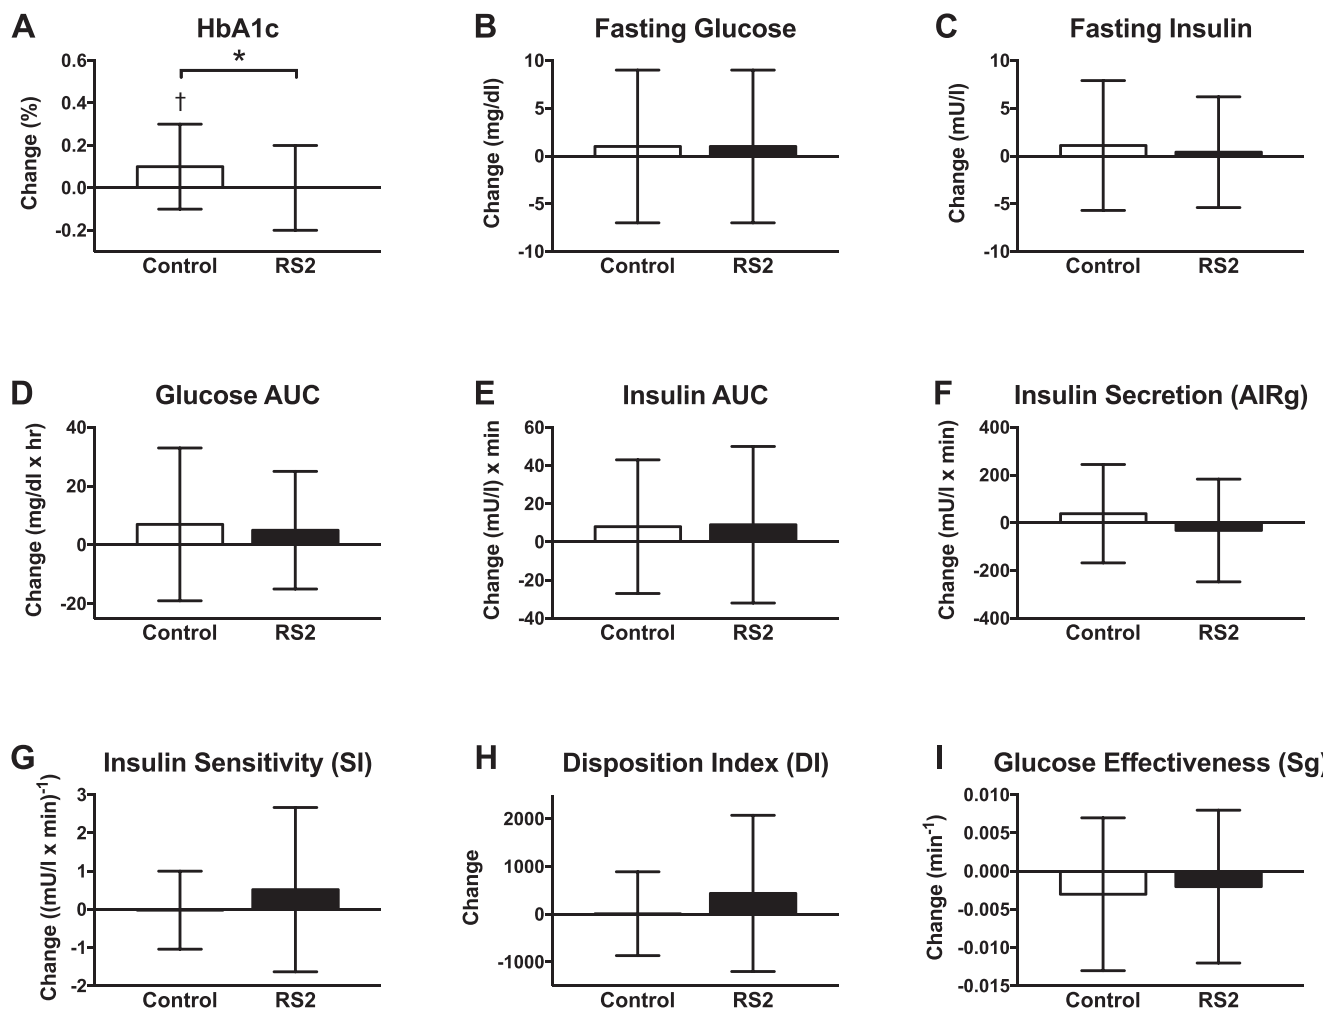 A HbA1c
Change (%)
0.6
0.4
0.2
0.0
-0.2
*
†
Control RS2
B Fasting Glucose
Change (mg/dl)
10
5
0
-5
-10
Control RS2
C Fasting Insulin
Change (mU/l)
10
5
0
-5
-10
Control RS2
D Glucose AUC
Change (mg/dl x hr)
40
20
0
-20
Control RS2
E Insulin AUC
Change (mU/l) x min
60
40
20
0
-20
-40
Control RS2
F Insulin Secretion (AIRg)
Change (mU/l x min)
400
200
0
-200
-400
Control RS2
G Insulin Sensitivity (SI)
Change ((mU/l x min)-1
3
2
1
0
-1
-2
Control RS2
H Disposition Index (DI)
Change
2000
1000
0
-1000
Control RS2
I Glucose Effectiveness (Sg)
Change (min-1)
0.010
0.005
0.000
-0.005
-0.010
-0.015
Control RS2